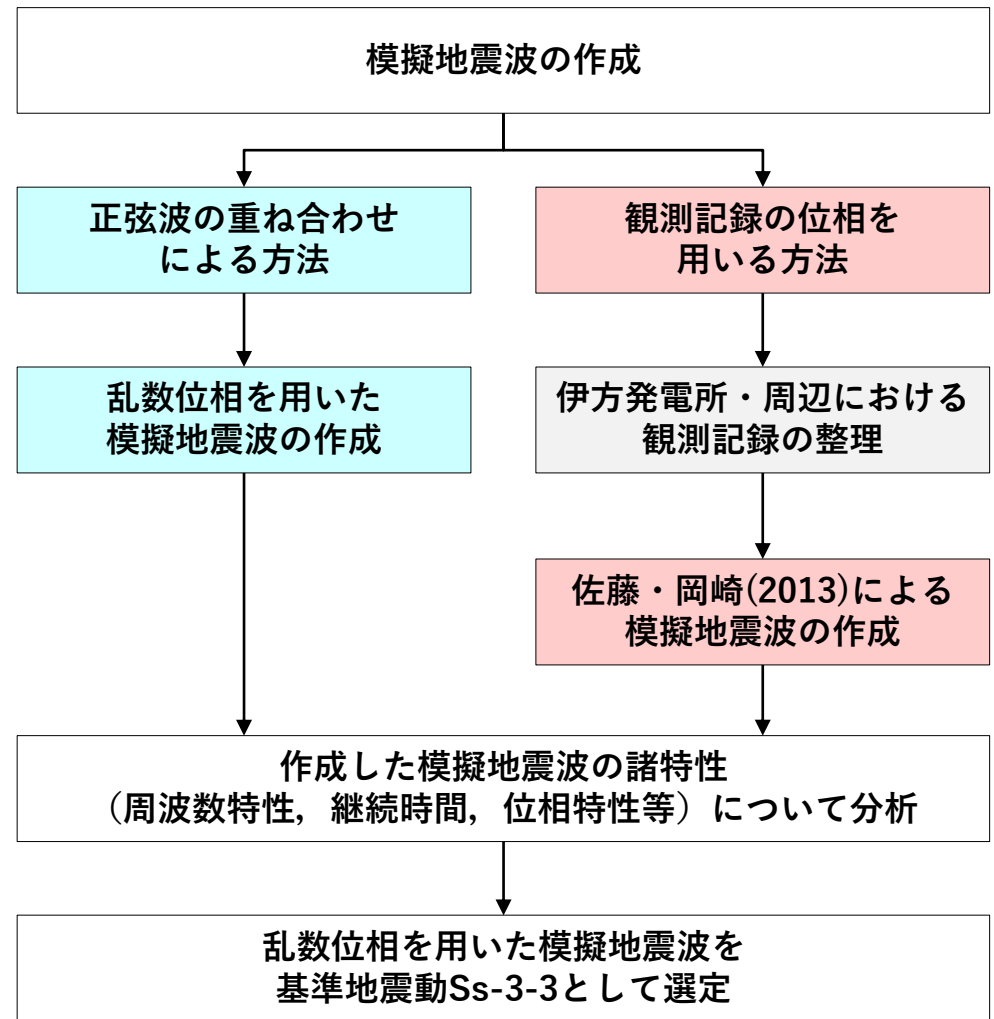 模擬地震波の作成
正弦波の重ね合わせ
による方法
観測記録の位相を
用いる方法
乱数位相を用いた
模擬地震波の作成
伊方発電所・周辺における
観測記録の整理
佐藤・岡崎(2013)による
模擬地震波の作成
作成した模擬地震波の諸特性
（周波数特性，継続時間，位相特性等）について分析
乱数位相を用いた模擬地震波を
基準地震動Ss-3-3として選定